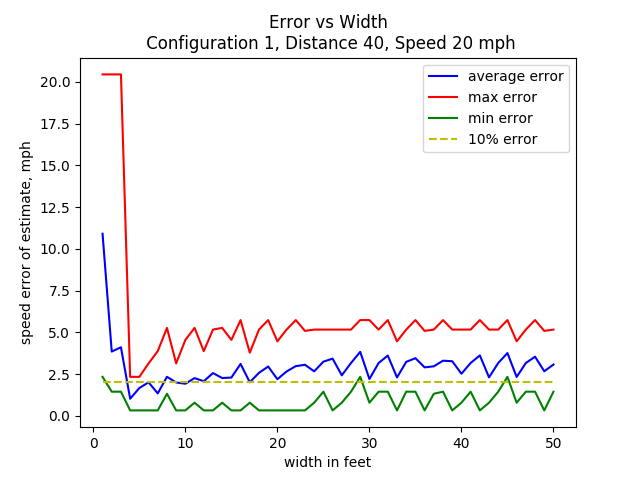 Error vs Width
Configuration 1, Distance 40, Speed 20 mph
average error
max error
min error
10% error
20.0
17.5
15.0
12.5
10.0
7.5
5.0
2.5
0.0
speed error of estimate, mph
0 10 20 30 40 50
width in feet